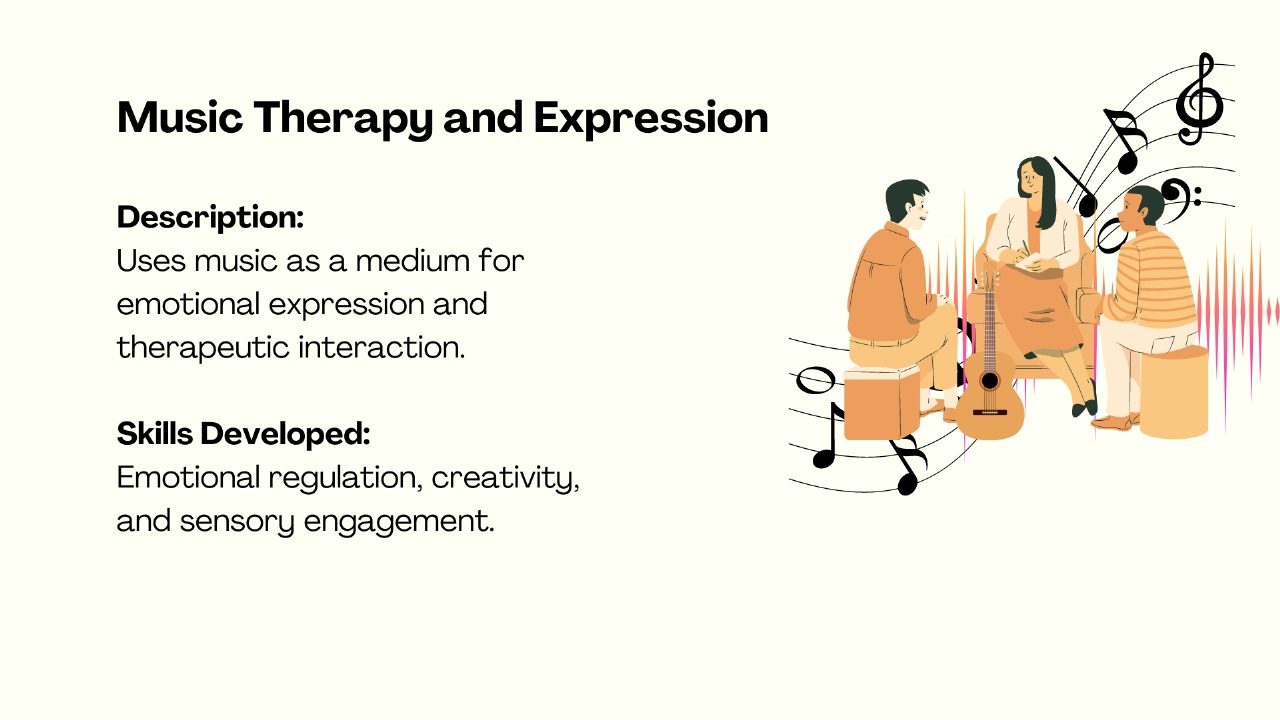 Music Therapy and Expression
Description:
Uses music as a medium for
emotional expression and
therapeutic interaction.
Skills Developed:
Emotional regulation, creativity,
and sensory engagement.